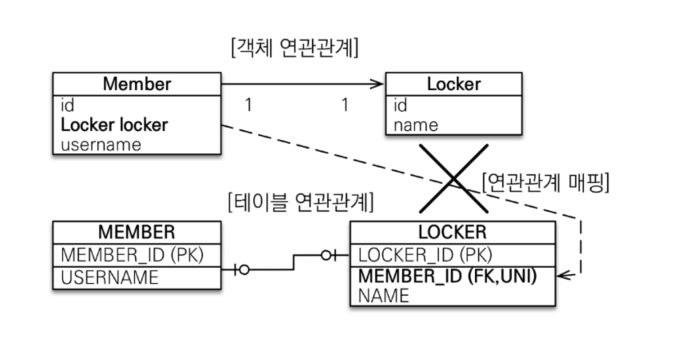 [객체 연관관계]
Member
Locker
id
Locker locker
username
1
1
id
name
[연관관계 매핑]
[테이블 연관관계]
MEMBER
MEMBER_ID (PK)
USERNAME
LOCKER
LOCKER_ID (PK)
MEMBER_ID (FK,UNI)
NAME